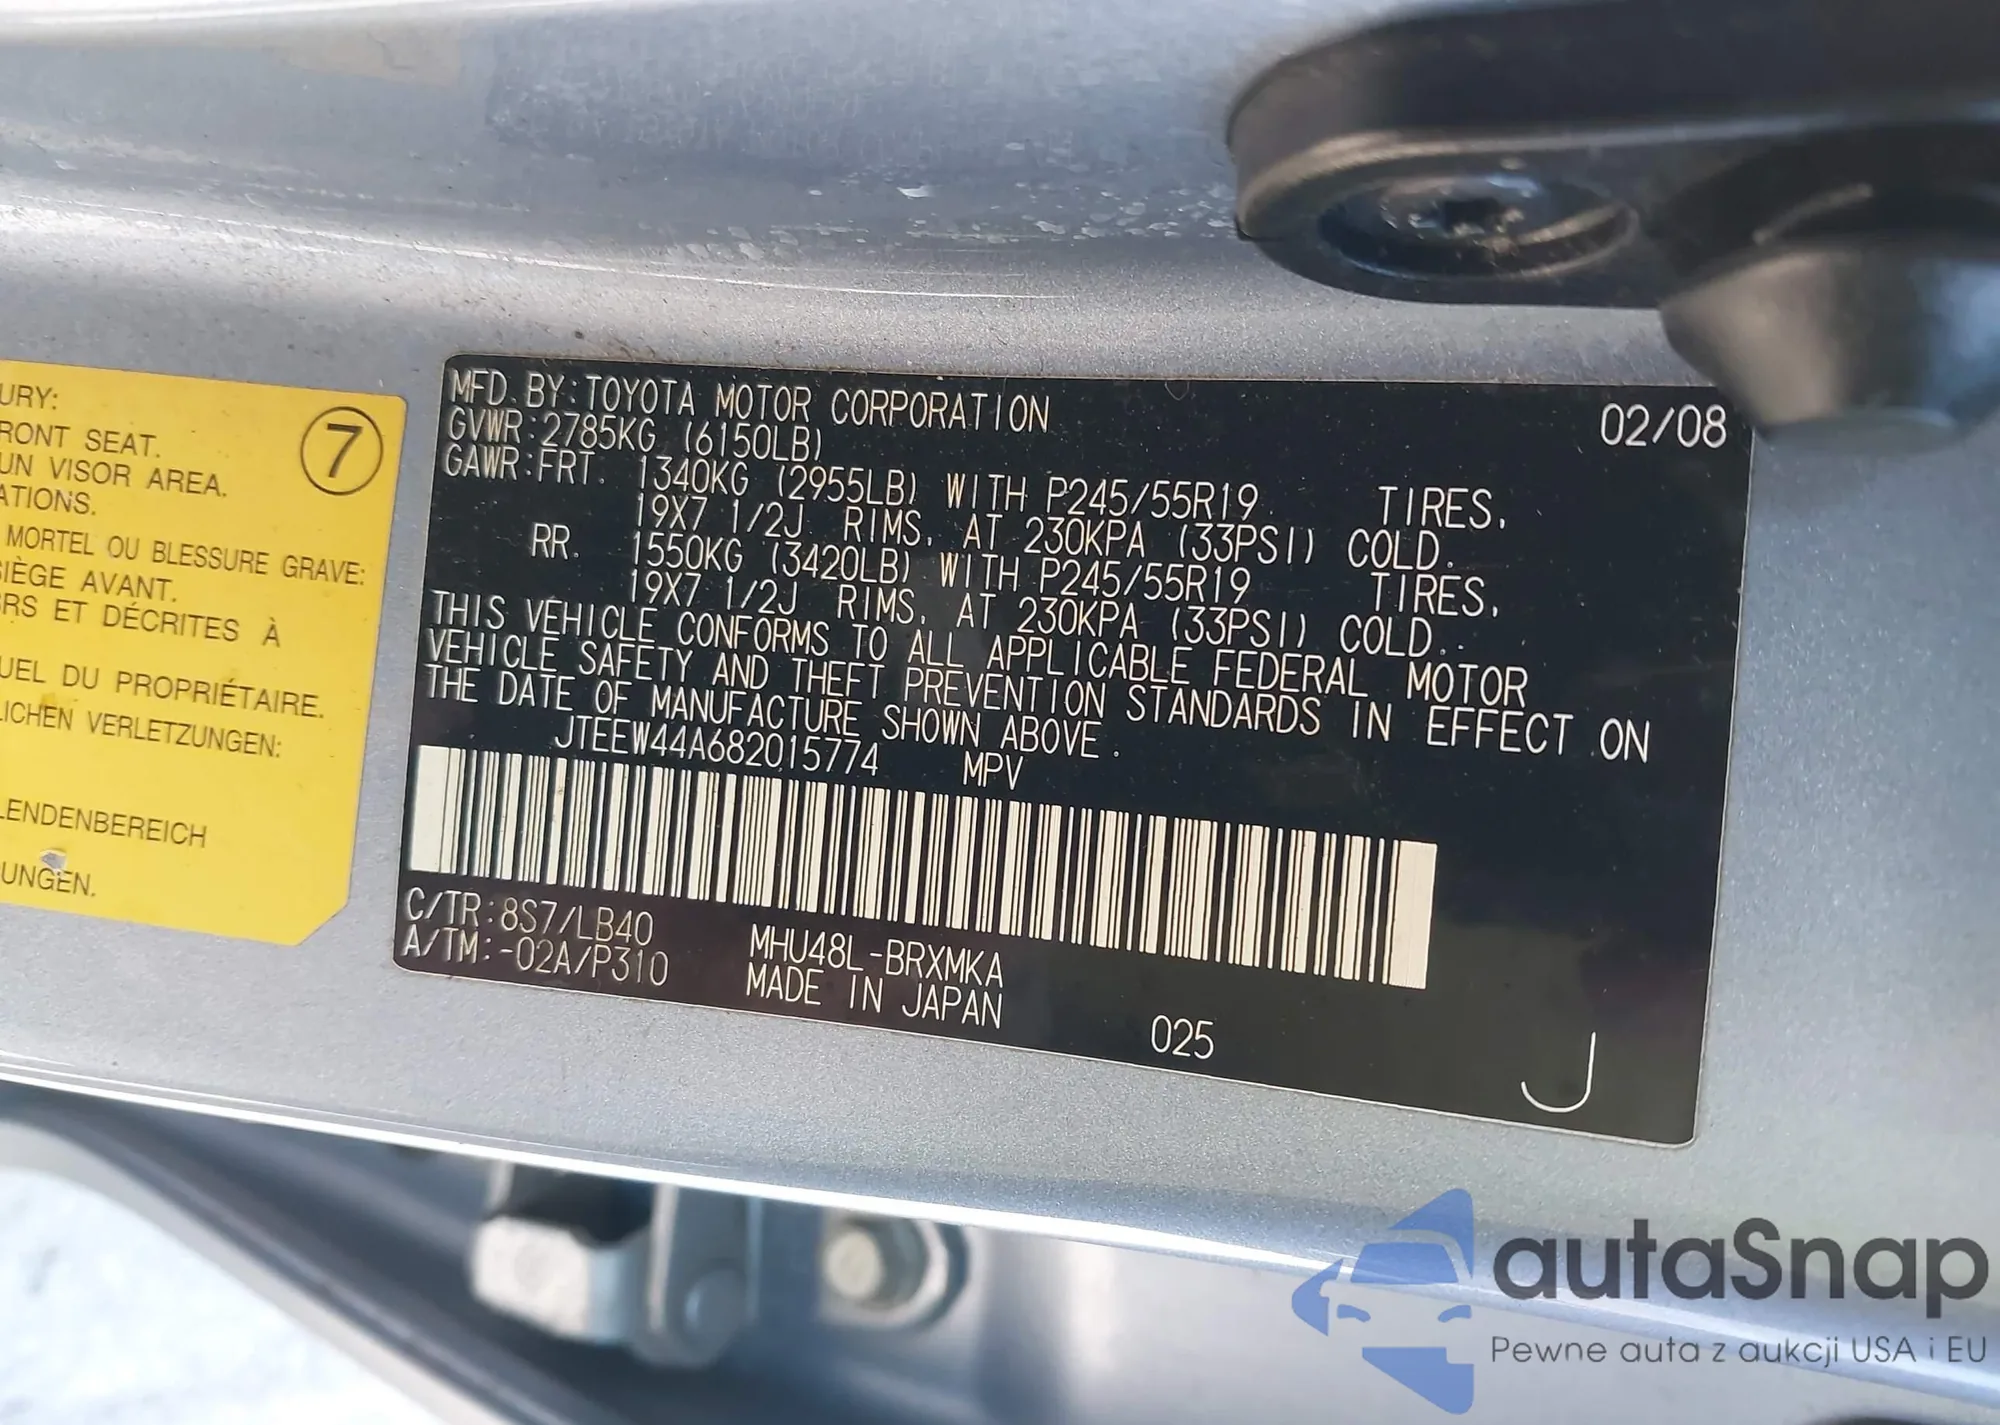 URY:
RONT SEAT.
UN VISOR AREA.
ATIONS.
7
MORTEL OU BLESSURE GRAVE:
SIÈGE AVANT.
BRS ET DÉCRITES À
UEL DU PROPRIÉTAIRE.
LICHEN VERLETZUNGEN:
LENDENBEREICH
UNGEN.
MFD. BY: TOYOTA MOTOR CORPORATION 02/08
GVWR: 2785KG (6150LB)
GAWR: FRT. 1340KG (2955LB) WITH P245/55R19 TIRES,
19X7 1/2J RIMS, AT 230KPA (33PSI) COLD.
RR. 1550KG (3420LB) WITH P245/55R19 TIRES,
19X7 1/2J RIMS, AT 230KPA (33PSI) COLD.
THIS VEHICLE CONFORMS TO ALL APPLICABLE FEDERAL MOTOR
VEHICLE SAFETY AND THEFT PREVENTION STANDARDS IN EFFECT ON
THE DATE OF MANUFACTURE SHOWN ABOVE.
JTEEW44A682015774 MPV
C/TR: 8S7/LB40 MHU48L-BRXMKA
A/TM: -02A/P310 MADE IN JAPAN
025
J
autaSnap
Pewne auta z aukcji USA i EU